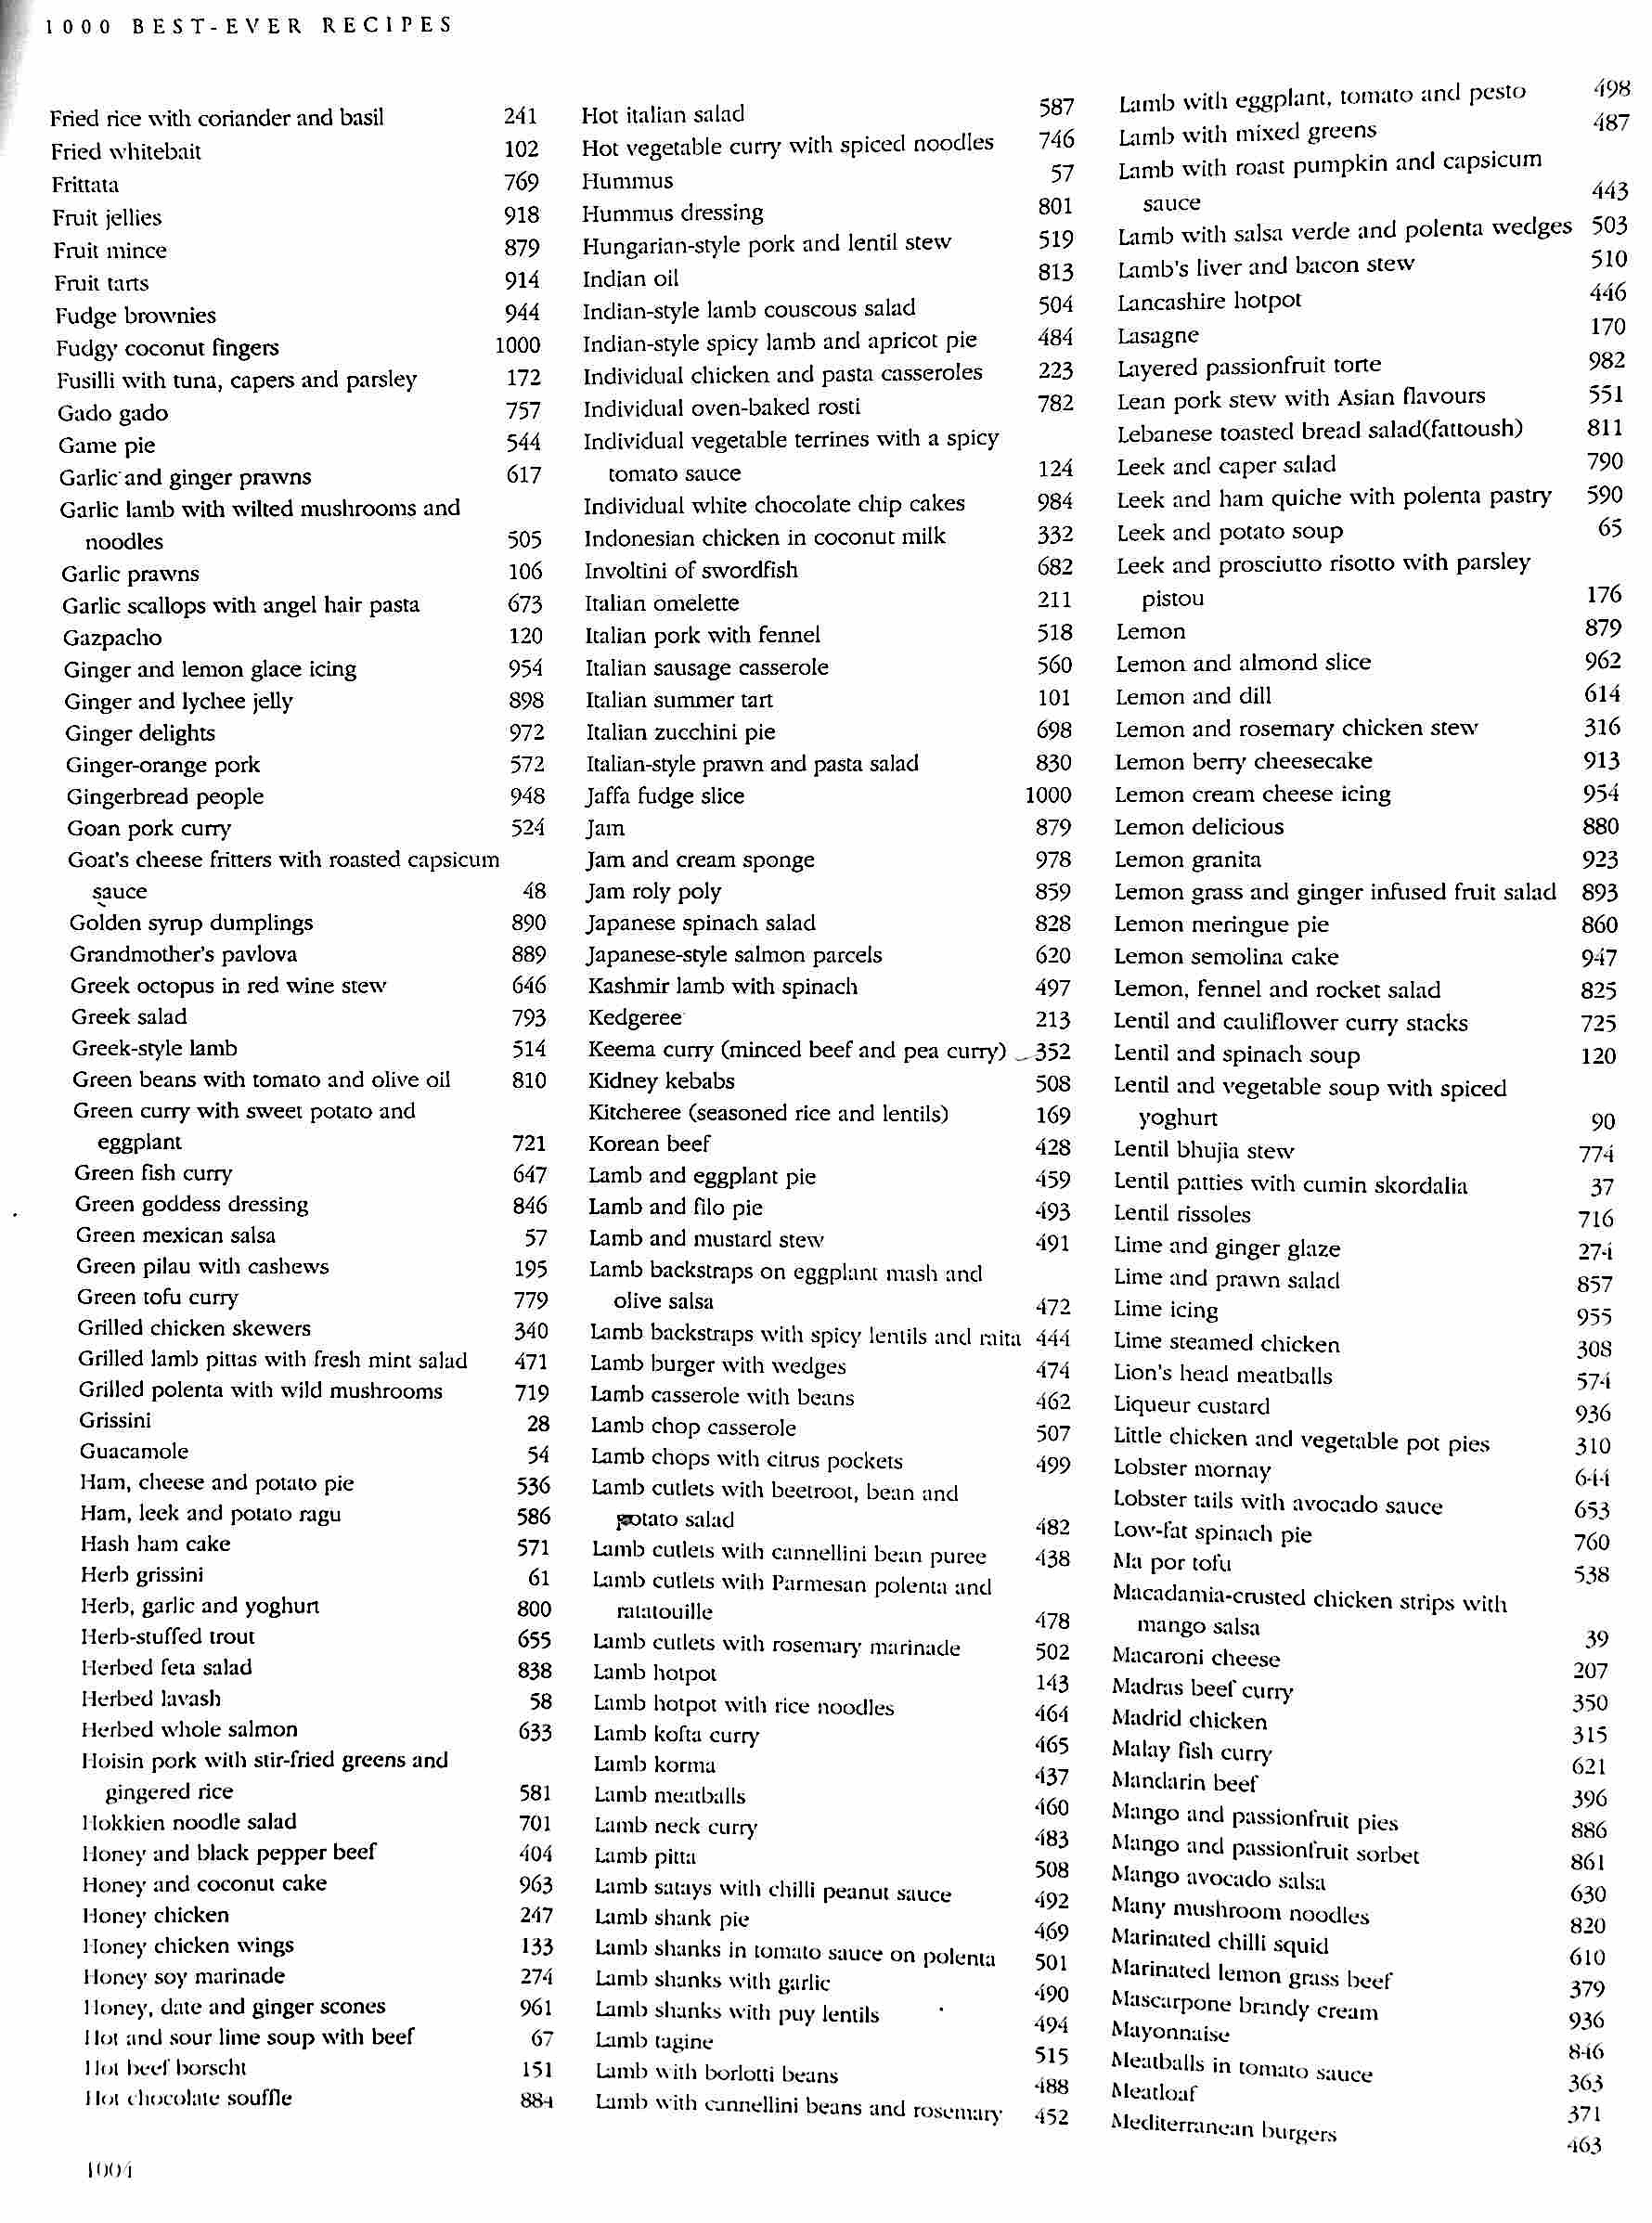 1000 BEST-EVER RECIPES
Fried rice with coriander and basil 241
Fried whitebait 102
Frittata 769
Fruit jellies 918
Fruit mince 879
Fruit tarts 914
Fudge brownies 944
Fudgy coconut fingers 1000
Fusilli with tuna, capers and parsley 172
Gado gado 757
Game pie 544
Garlic and ginger prawns 617
Garlic lamb with wilted mushrooms and
noodles 505
Garlic prawns 106
Garlic scallops with angel hair pasta 673
Gazpacho 120
Ginger and lemon glace icing 954
Ginger and lychee jelly 898
Ginger delights 972
Ginger-orange pork 572
Gingerbread people 948
Goan pork curry 524
Goat's cheese fritters with roasted capsicum
sauce 48
Golden syrup dumplings 890
Grandmother's pavlova 889
Greek octopus in red wine stew 646
Greek salad 793
Greek-style lamb 514
Green beans with tomato and olive oil 810
Green curry with sweet potato and
eggplant 721
Green fish curry 647
Green goddess dressing 846
Green mexican salsa 57
Green pilau with cashews 195
Green tofu curry 779
Grilled chicken skewers 340
Grilled lamb pittas with fresh mint salad 471
Grilled polenta with wild mushrooms 719
Grissini 28
Guacamole 54
Ham, cheese and potato pie 536
Ham, leek and potato ragu 586
Hash ham cake 571
Herb grissini 61
Herb, garlic and yoghurt 800
Herb-stuffed trout 655
Herbed feta salad 838
Herbed lavash 58
Herbed whole salmon 633
Hoisin pork with stir-fried greens and
gingered rice 581
Hokkien noodle salad 701
Honey and black pepper beef 404
Honey and coconut cake 963
Honey chicken 247
Honey chicken wings 133
Honey soy marinade 274
Honey, date and ginger scones 961
Hot and sour lime soup with beef 67
Hot beef borscht 151
Hot chocolate souffle 884
Hot italian salad 587
Hot vegetable curry with spiced noodles 746
Hummus 57
Hummus dressing 801
Hungarian-style pork and lentil stew 519
Indian oil 813
Indian-style lamb couscous salad 504
Indian-style spicy lamb and apricot pie 484
Individual chicken and pasta casseroles 223
Individual oven-baked rosti 782
Individual vegetable terrines with a spicy
tomato sauce 124
Individual white chocolate chip cakes 984
Indonesian chicken in coconut milk 332
Involtini of swordfish 682
Italian omelette 211
Italian pork with fennel 518
Italian sausage casserole 560
Italian summer tart 101
Italian zucchini pie 698
Italian-style prawn and pasta salad 830
Jaffa fudge slice 1000
Jam 879
Jam and cream sponge 978
Jam roly poly 859
Japanese spinach salad 828
Japanese-style salmon parcels 620
Kashmir lamb with spinach 497
Kedgeree 213
Keema curry (minced beef and pea curry) 352
Kidney kebabs 508
Kitcheree (seasoned rice and lentils) 169
Korean beef 428
Lamb and eggplant pie 459
Lamb and filo pie 493
Lamb and mustard stew 491
Lamb backstraps on eggplant mash and
olive salsa 472
Lamb backstraps with spicy lentils and raita 444
Lamb burger with wedges 474
Lamb casserole with beans 462
Lamb chop casserole 507
Lamb chops with citrus pockets 499
Lamb cutlets with beetroot, bean and
potato salad 482
Lamb cutlets with cannellini bean puree 438
Lamb cutlets with Parmesan polenta and
ratatouille 478
Lamb cutlets with rosemary marinade 502
Lamb hotpot 143
Lamb hotpot with rice noodles 464
Lamb kofta curry 465
Lamb korma 437
Lamb meatballs 460
Lamb neck curry 483
Lamb pitta 508
Lamb satays with chilli peanut sauce 492
Lamb shank pie 469
Lamb shanks in tomato sauce on polenta 501
Lamb shanks with garlic 490
Lamb shanks with puy lentils 494
Lamb tagine 515
Lamb with borlotti beans 488
Lamb with cannellini beans and rosemary 452
Lamb with eggplant, tomato and pesto 498
Lamb with mixed greens 487
Lamb with roast pumpkin and capsicum
sauce 443
Lamb with salsa verde and polenta wedges 503
Lamb's liver and bacon stew 510
Lancashire hotpot 446
Lasagne 170
Layered passionfruit torte 982
Lean pork stew with Asian flavours 551
Lebanese toasted bread salad(fattoush) 811
Leek and caper salad 790
Leek and ham quiche with polenta pastry 590
Leek and potato soup 65
Leek and prosciutto risotto with parsley
pistou 176
Lemon 879
Lemon and almond slice 962
Lemon and dill 614
Lemon and rosemary chicken stew 316
Lemon berry cheesecake 913
Lemon cream cheese icing 954
Lemon delicious 880
Lemon granita 923
Lemon grass and ginger infused fruit salad 893
Lemon meringue pie 860
Lemon semolina cake 947
Lemon, fennel and rocket salad 825
Lentil and cauliflower curry stacks 725
Lentil and spinach soup 120
Lentil and vegetable soup with spiced
yoghurt 90
Lentil bhujia stew 774
Lentil patties with cumin skordalia 37
Lentil rissoles 716
Lime and ginger glaze 274
Lime and prawn salad 857
Lime icing 955
Lime steamed chicken 308
Lion's head meatballs 574
Liqueur custard 936
Little chicken and vegetable pot pies 310
Lobster mornay 644
Lobster tails with avocado sauce 653
Low-fat spinach pie 760
Ma por tofu 538
Macadamia-crusted chicken strips with
mango salsa 39
Macaroni cheese 207
Madras beef curry 350
Madrid chicken 315
Malay fish curry 621
Mandarin beef 396
Mango and passionfruit pies 886
Mango and passionfruit sorbet 861
Mango avocado salsa 630
Many mushroom noodles 820
Marinated chilli squid 610
Marinated lemon grass beef 379
Mascarpone brandy cream 936
Mayonnaise 846
Meatballs in tomato sauce 363
Meatloaf 371
Mediterranean burgers 463
1004